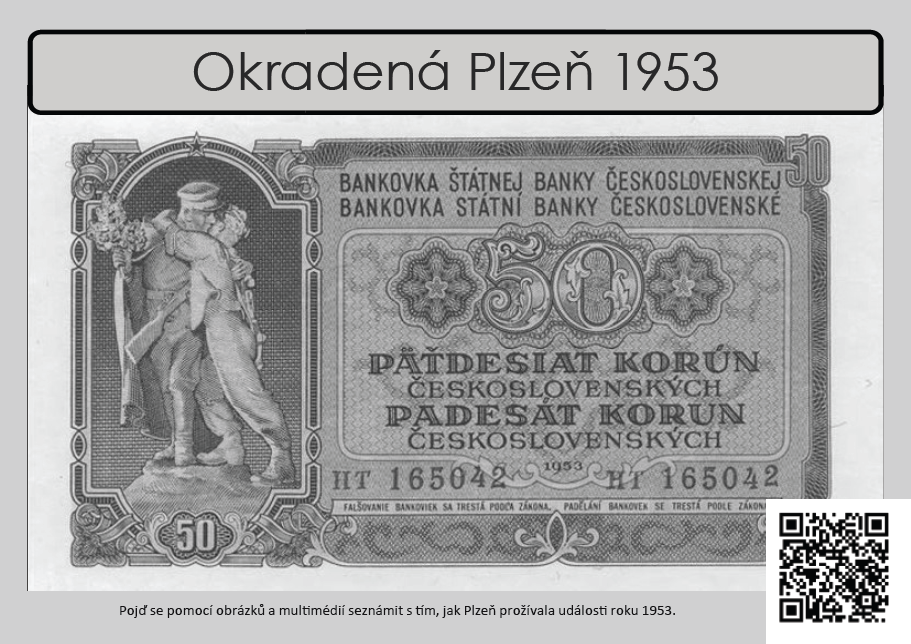 Okradená Plzeň 1953
50
BANKOVKA ŠTÁTNEJ BANKY ČESKOSLOVENSKEJ
BANKOVKA STÁTNÍ BANKY ČESKOSLOVENSKÉ
50
PÄŤDESIAT KORÚN
ČESKOSLOVENSKÝCH
PADESÁT KORUN
ČESKOSLOVENSKÝCH
1953
HT 165042 HT 165042
FALŠOVANIE BANKOVIEK SA TRESTÁ PODĽA ZÁKONA. PADĚLÁNÍ BANKOVEK SE TRESTÁ PODLE ZÁKONA
50
Pojď se pomocí obrázků a multimédií seznámit s tím, jak Plzeň prožívala události roku 1953.